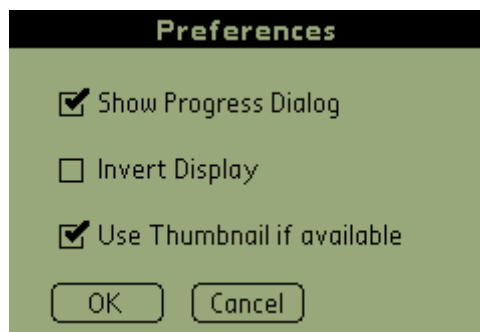 Preferences
Show Progress Dialog
Invert Display
Use Thumbnail if available
OK Cancel